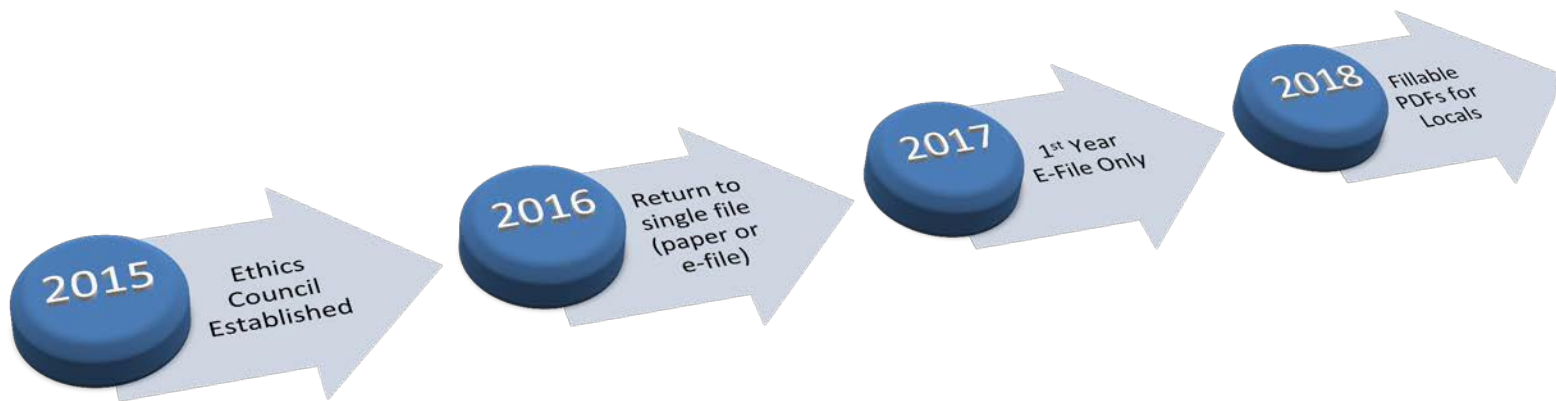 2015
Ethics
Council
Established
2016
Return to
single file
(paper or
e-file)
2017
1st Year
E-File Only
2018
Fillable
PDFs for
Locals